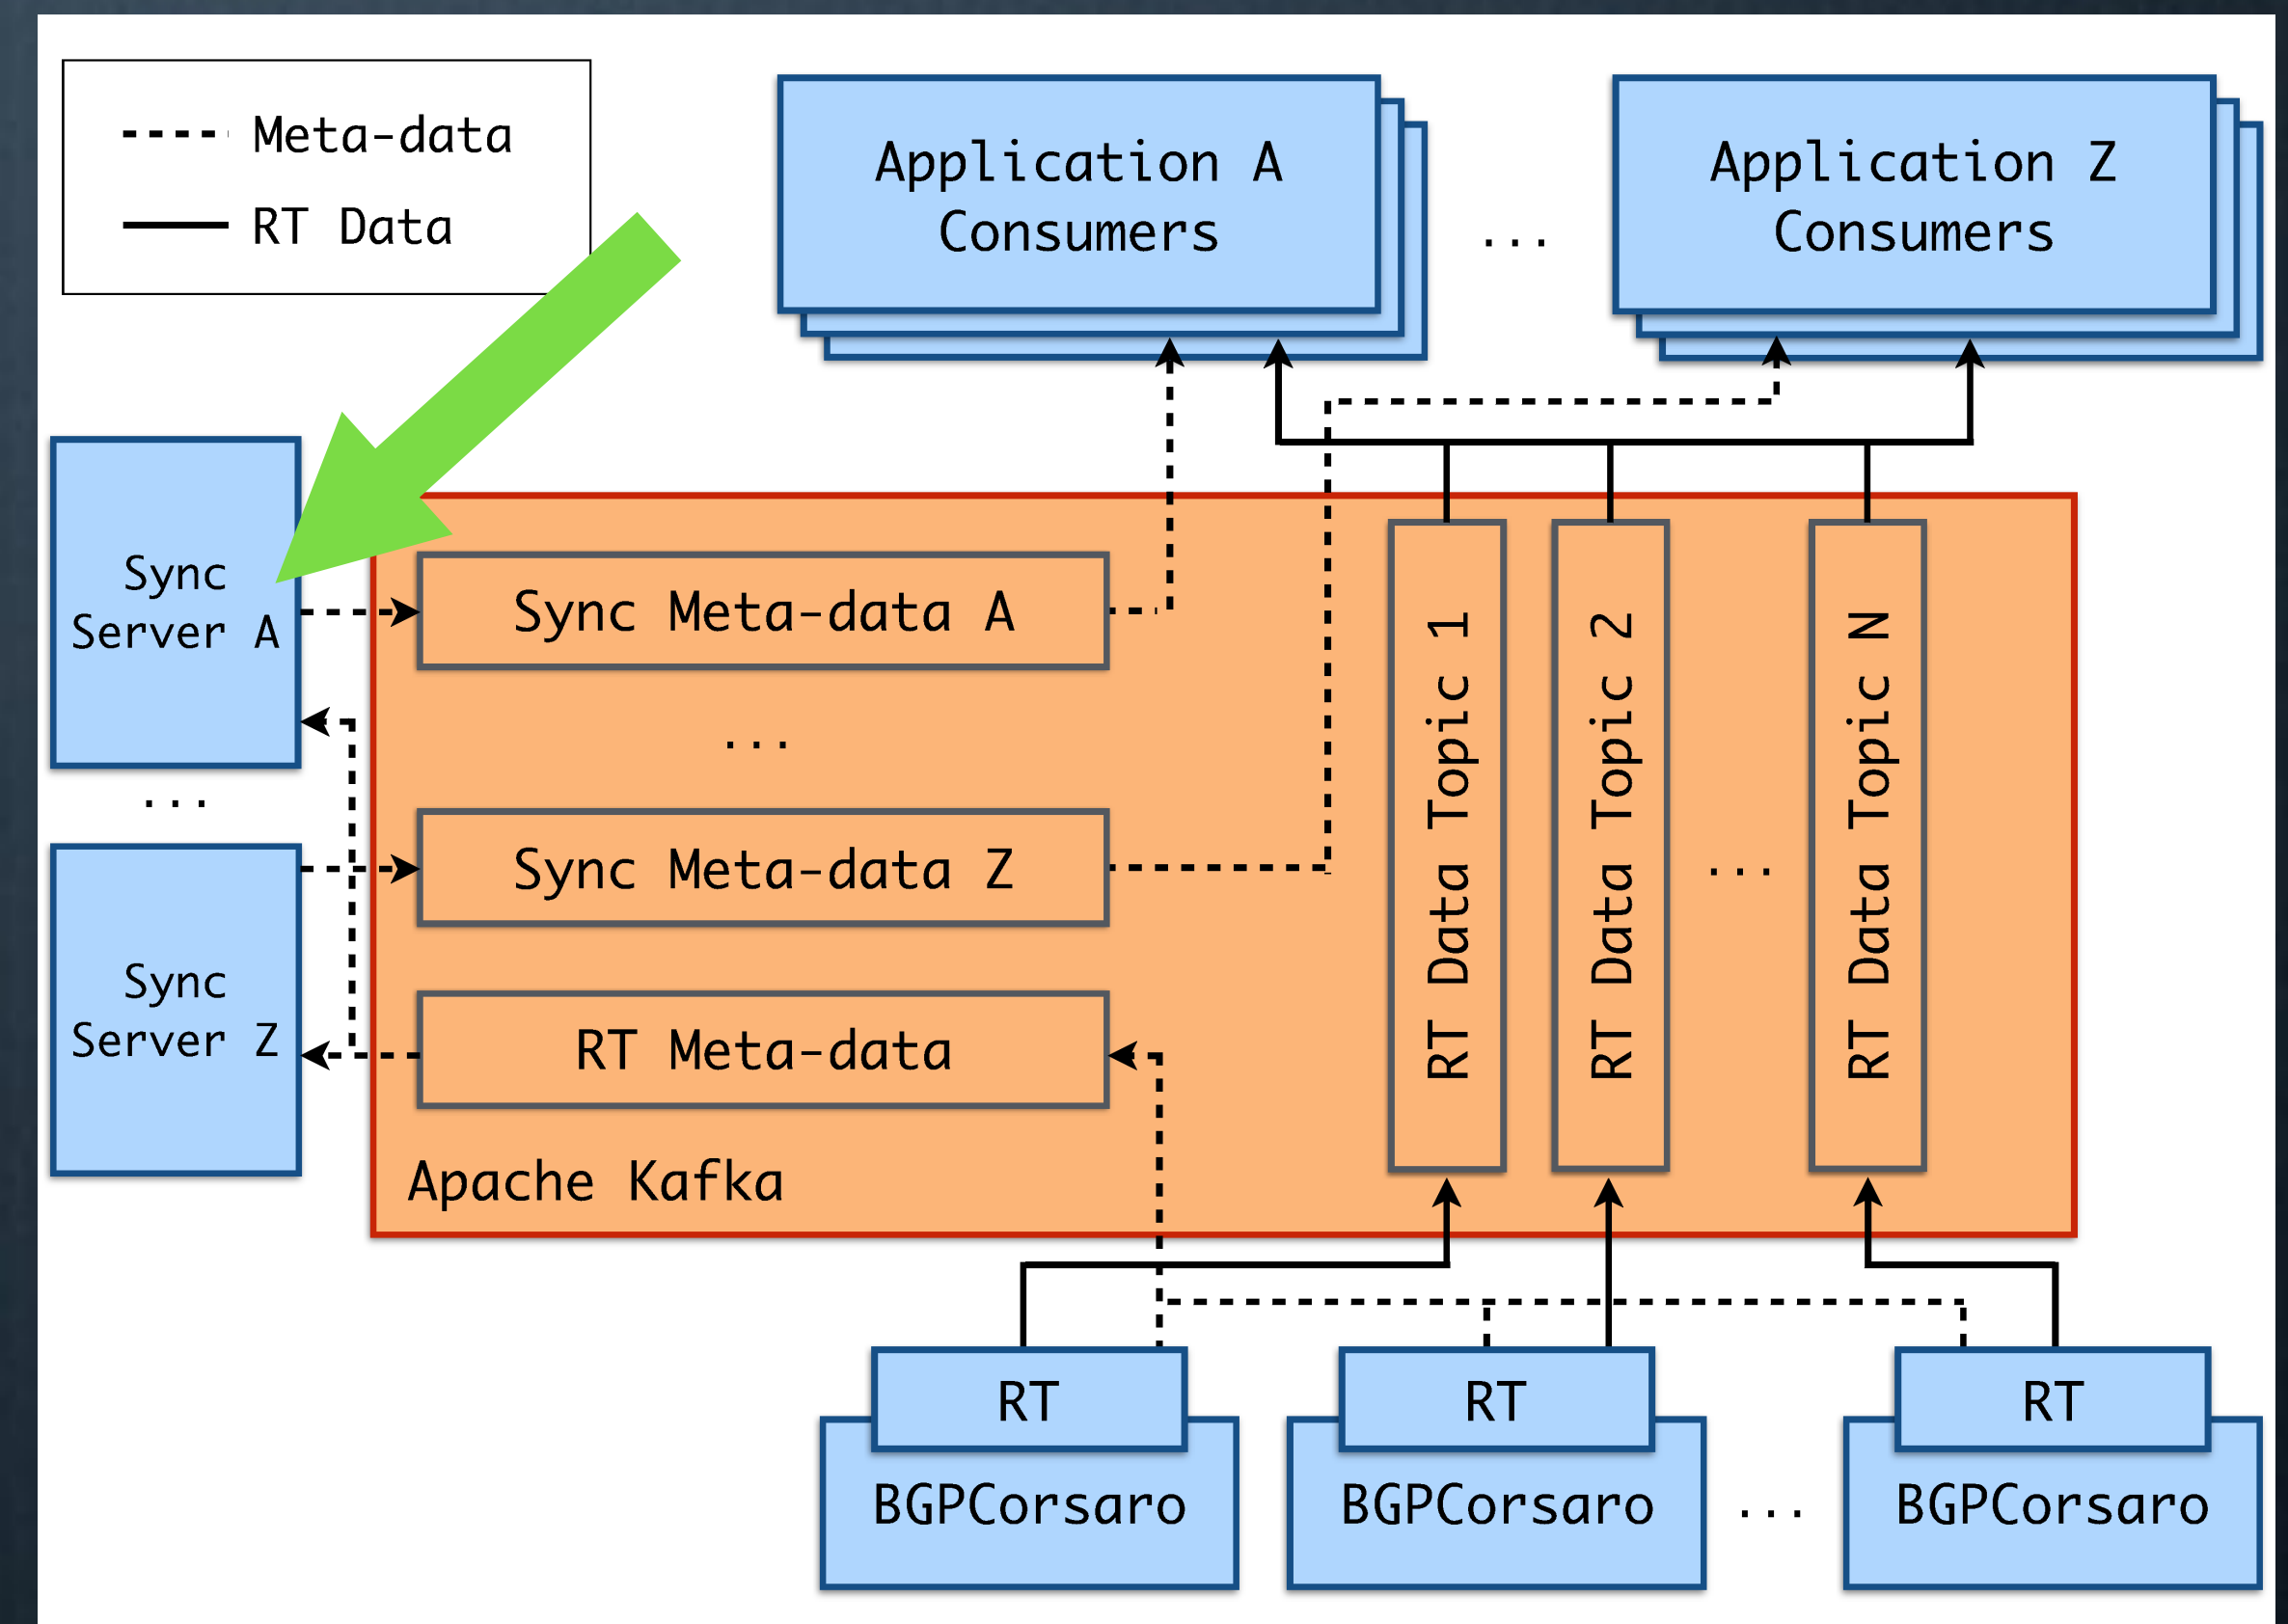 Meta-data
RT Data
Application A
Consumers
...
Application Z
Consumers
Sync
Server A
...
Sync
Server Z
Sync Meta-data A
...
Sync Meta-data Z
RT Meta-data
Apache Kafka
RT Data Topic 1
RT Data Topic 2
...
RT Data Topic N
RT
BGPCorsaro
RT
BGPCorsaro
...
RT
BGPCorsaro